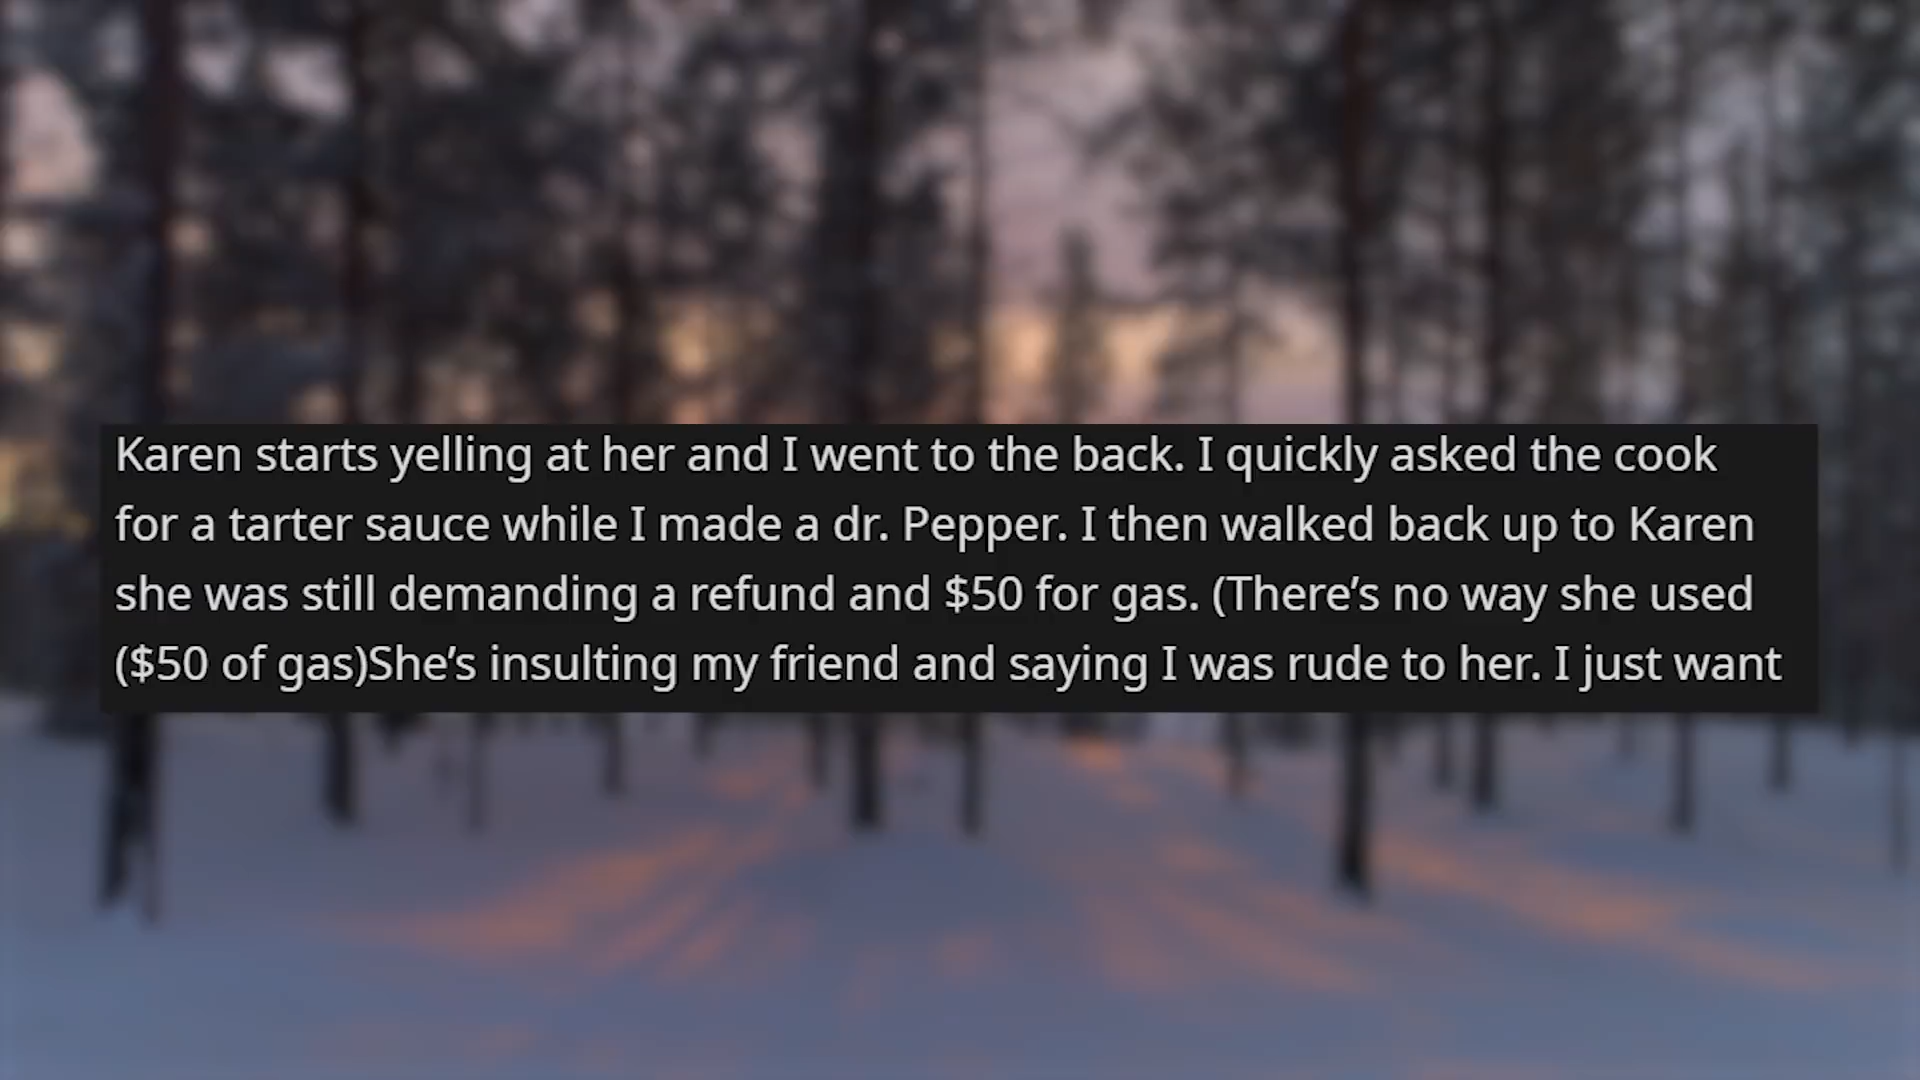 Karen starts yelling at her and I went to the back. I quickly asked the cook
for a tarter sauce while I made a dr. Pepper. I then walked back up to Karen
she was still demanding a refund and $50 for gas. (There’s no way she used
($50 of gas)She’s insulting my friend and saying I was rude to her. I just want